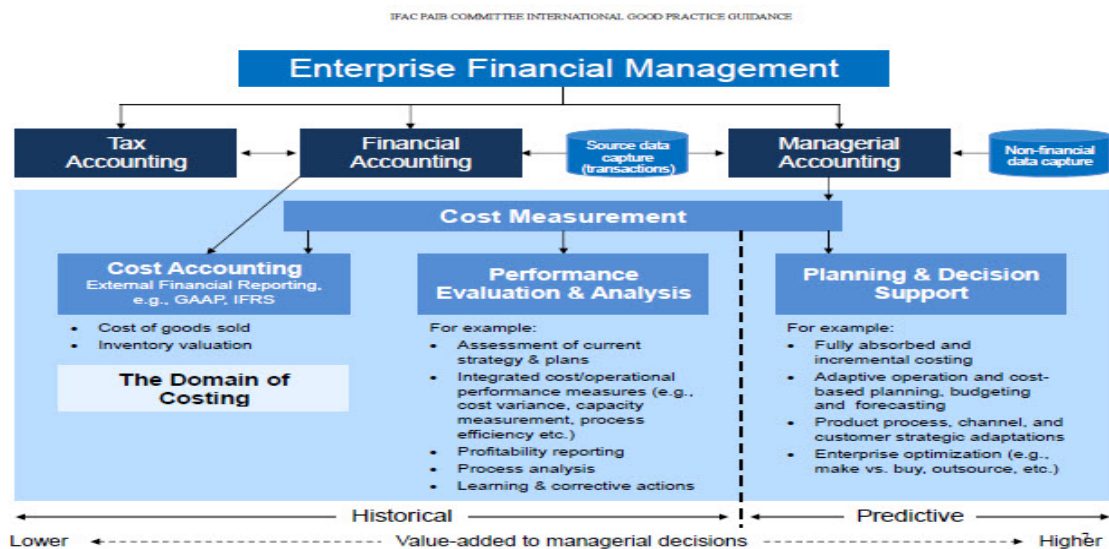 IFAC PAIB COMMITTEE INTERNATIONAL GOOD PRACTICE GUIDANCE
Enterprise Financial Management
Tax
Accounting
Financial
Accounting
Source data
capture
(transactions)
Managerial
Accounting
Non-financial
data capture
Cost Measurement
Cost Accounting
External Financial Reporting,
e.g., GAAP, IFRS
• Cost of goods sold
• Inventory valuation
The Domain of
Costing
Performance
Evaluation & Analysis
For example:
• Assessment of current
strategy & plans
• Integrated cost/operational
performance measures (e.g.,
cost variance, capacity
measurement, process
efficiency etc.)
• Profitability reporting
• Process analysis
• Learning & corrective actions
Planning & Decision
Support
For example:
• Fully absorbed and
incremental costing
• Adaptive operation and cost-
based planning, budgeting
and forecasting
• Product process, channel, and
customer strategic adaptations
• Enterprise optimization (e.g.,
make vs. buy, outsource, etc.)
Historical
Predictive
Lower
Value-added to managerial decisions
Higher
7